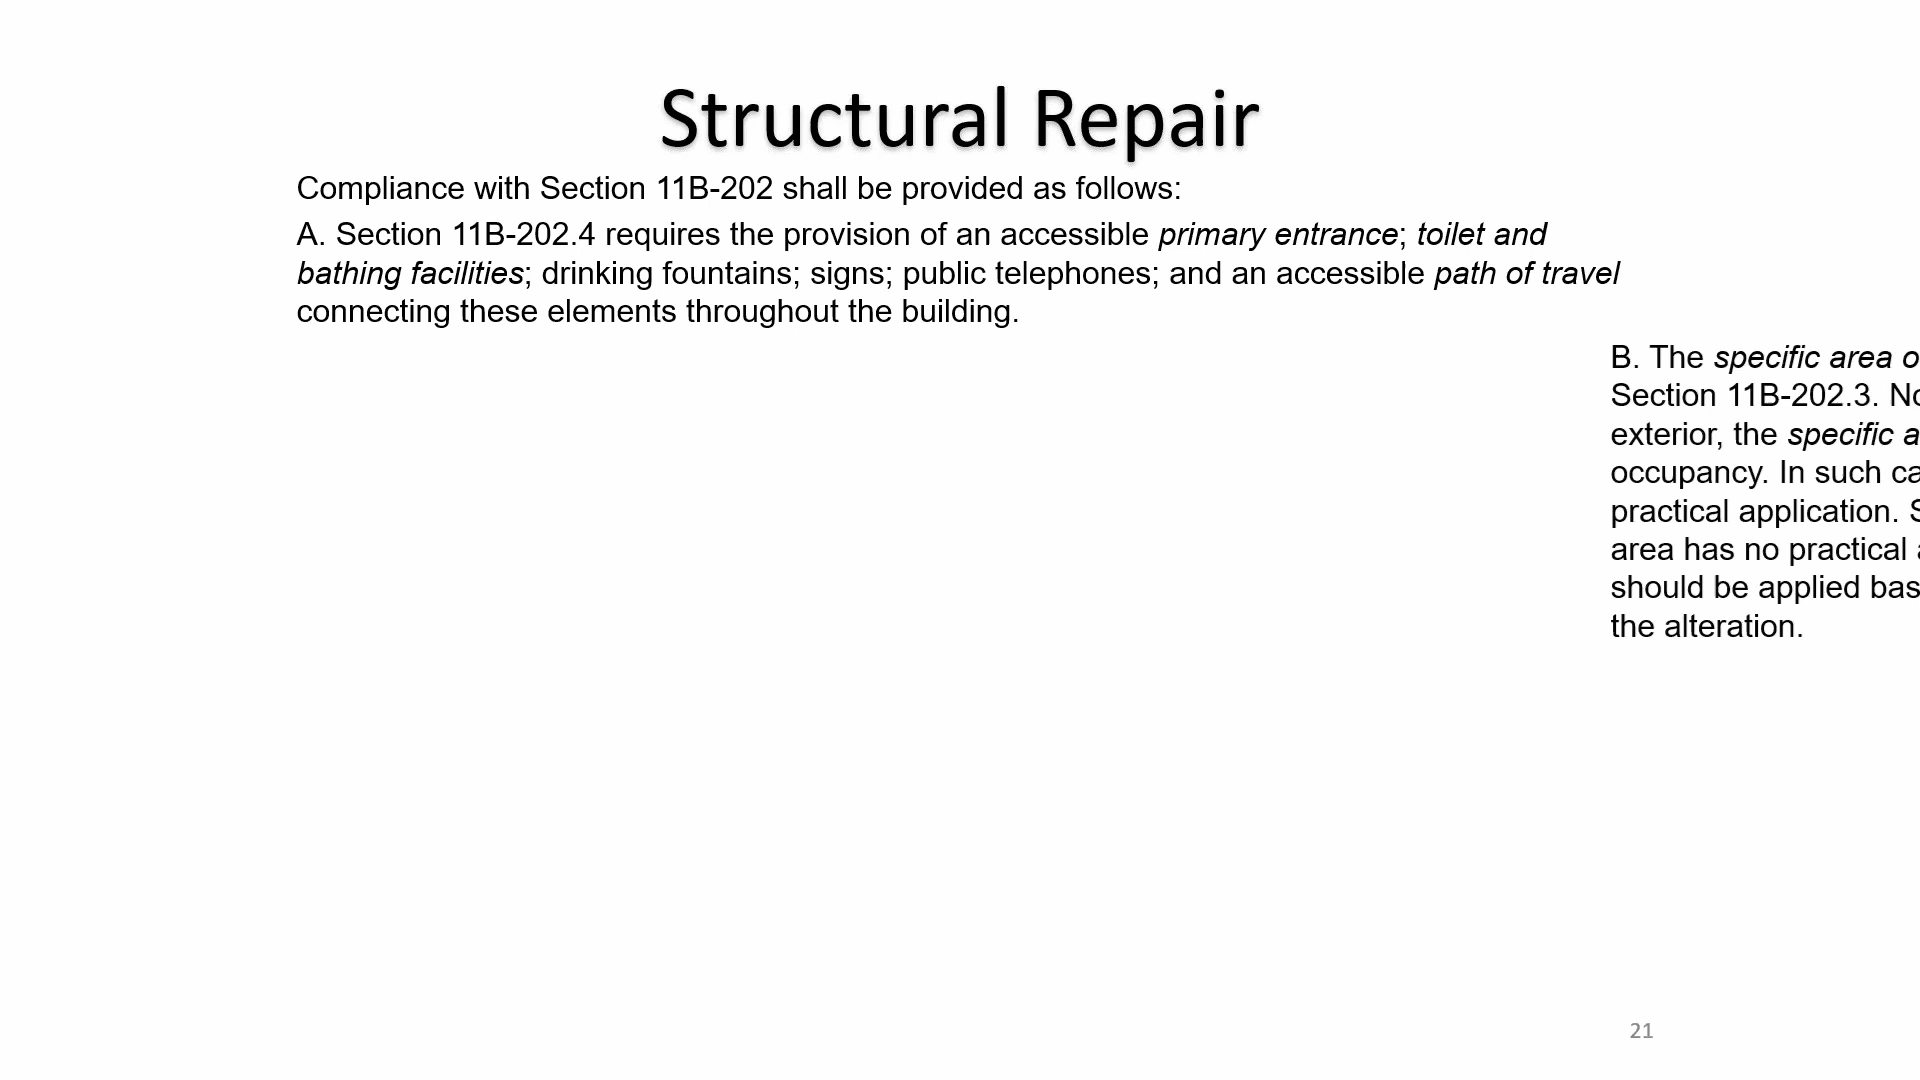 Structural Repair
Compliance with Section 11B-202 shall be provided as follows:
A. Section 11B-202.4 requires the provision of an accessible primary entrance; toilet and
bathing facilities; drinking fountains; signs; public telephones; and an accessible path of travel
connecting these elements throughout the building.
B. The specific area
Section 11B-202.3.
exterior, the specific
occupancy. In such
practical application.
area has no practical
should be applied
the alteration.
21